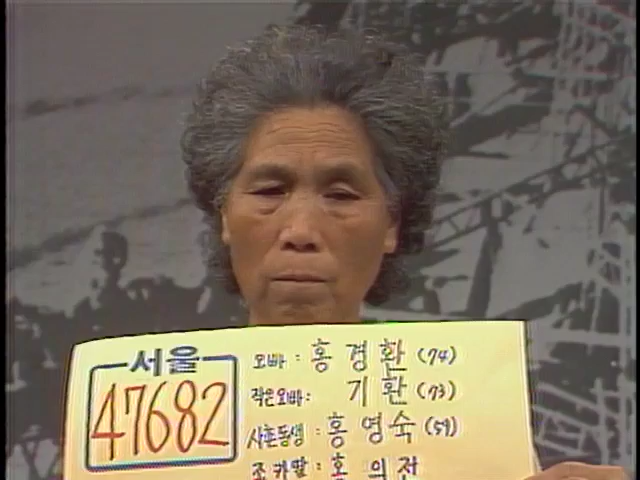 서울
47682
오빠 : 홍경환 (74)
작은오빠 : 기환 (73)
사촌동생 : 홍영숙 (59)
조카딸 : 홍의전